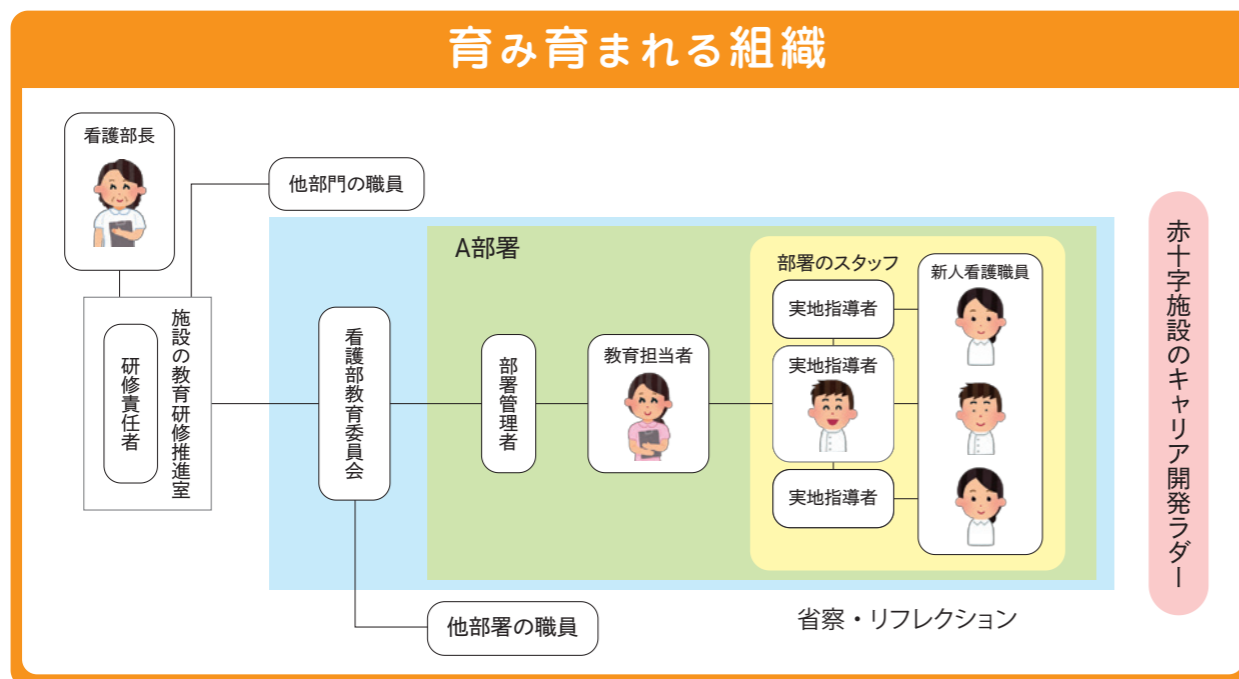 育み育まれる組織
看護部長
他部門の職員
施設の教育研修推進室
研修責任者
看護部教育委員会
A部署
部署管理者
教育担当者
部署のスタッフ
実地指導者
実地指導者
実地指導者
新人看護職員
他部署の職員
省察・リフレクション
赤十字施設のキャリア開発ラダー